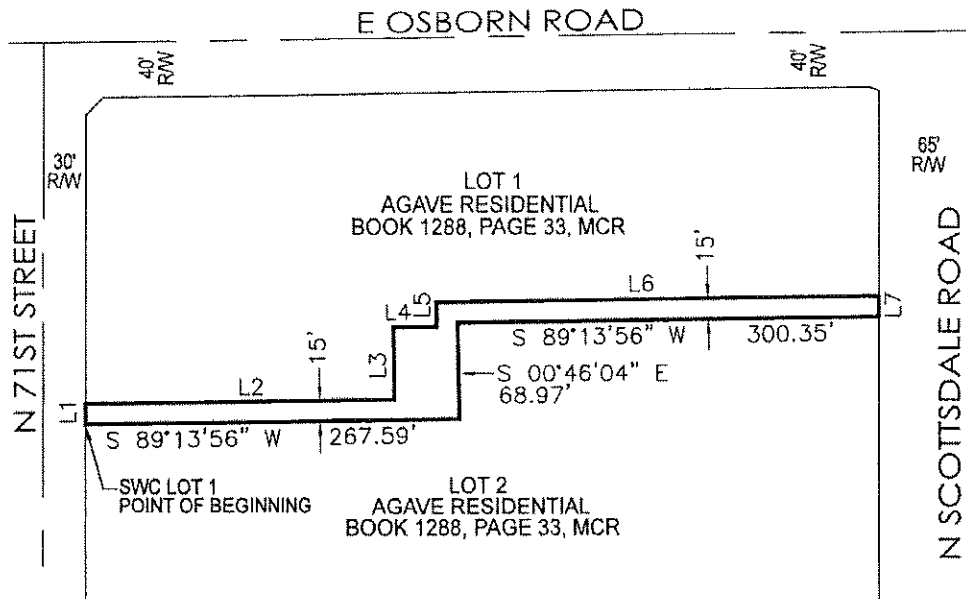 E OSBORN ROAD
40'
R/W
40'
R/W
30'
R/W
65'
R/W
N 71ST STREET
N SCOTTSDALE ROAD
LOT 1
AGAVE RESIDENTIAL
BOOK 1288, PAGE 33, MCR
15'
L6
L5
L4
L7
S 89°13'56" W
300.35'
L3
15'
S 00°46'04" E
68.97'
L2
L1
S 89°13'56" W
267.59'
SWC LOT 1
POINT OF BEGINNING
LOT 2
AGAVE RESIDENTIAL
BOOK 1288, PAGE 33, MCR